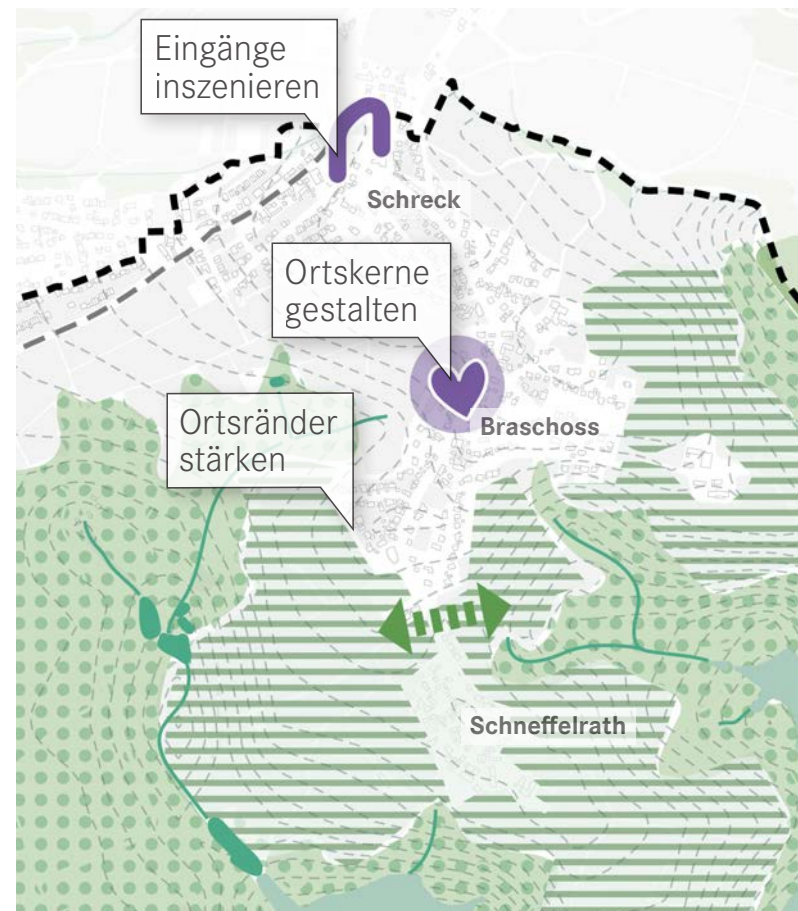 Eingänge
inszenieren
Schreck
Ortskerne
gestalten
Braschoss
Ortsränder
stärken
Schneffelrath